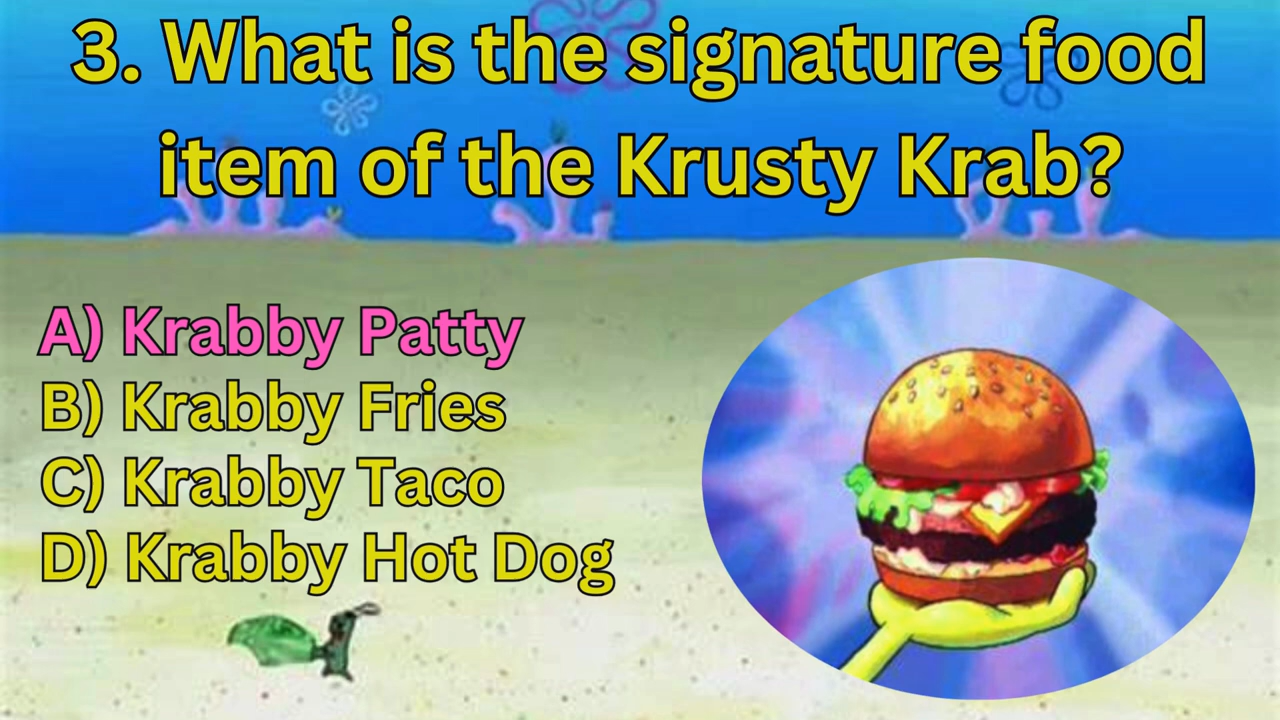 3. What is the signature food
item of the Krusty Krab?
A) Krabby Patty
B) Krabby Fries
C) Krabby Taco
D) Krabby Hot Dog